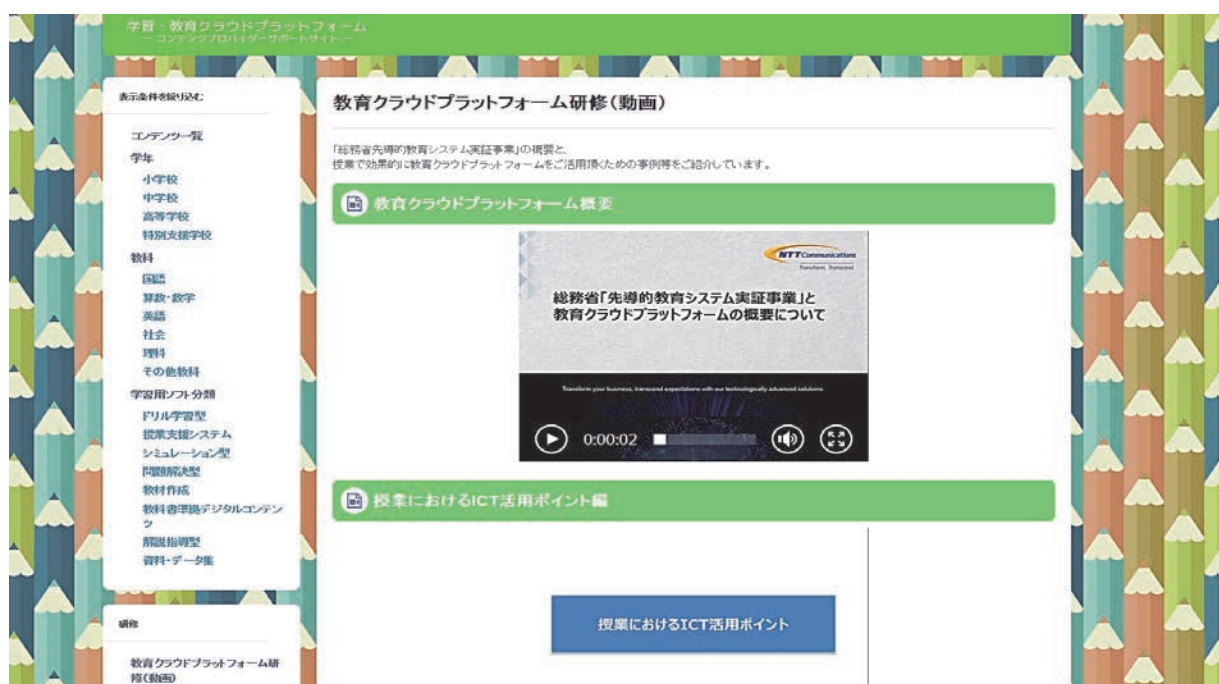 学習・教育クラウドプラットフォーム
― コンテンツプロバイダーサポートサイト ―
表示条件を絞り込む
コンテンツ一覧
学年
小学校
中学校
高等学校
特別支援学校
教科
国語
算数・数学
英語
社会
理科
その他教科
学習用ソフト分類
ドリル学習型
授業支援システム
シミュレーション型
問題解決型
教材作成
教科書準拠デジタルコンテン
ツ
解説指導型
資料・データ集
研修
教育クラウドプラットフォーム研
修(動画)
教育クラウドプラットフォーム研修(動画)
「総務省先導的教育システム実証事業」の概要と、
授業で効果的に教育クラウドプラットフォームをご活用頂くための事例等をご紹介しています。
教育クラウドプラットフォーム概要
NTT Communications
Transform. Transcend.
総務省「先導的教育システム実証事業」と
教育クラウドプラットフォームの概要について
Transform your business, transcend expectations with our technologically advanced solutions.
0:00:02
授業におけるICT活用ポイント編
授業におけるICT活用ポイント